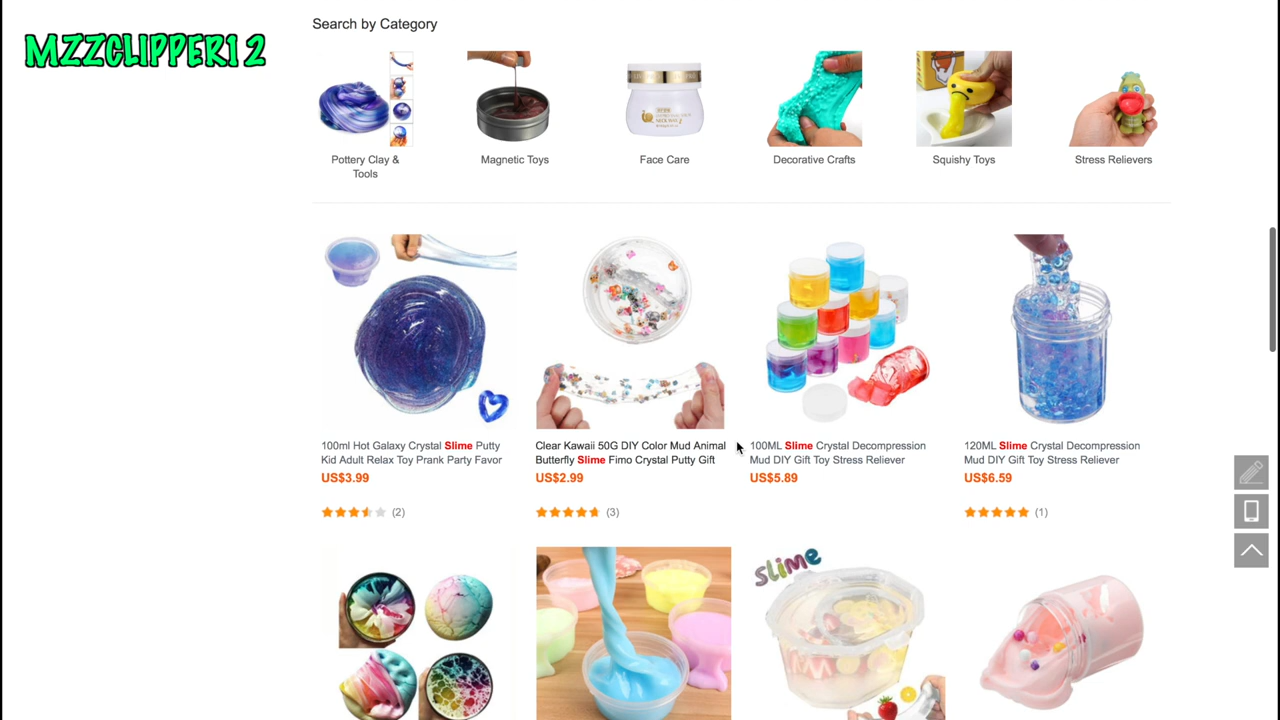 Search by Category
MZZCLIPPER12
Pottery Clay &
Tools
Magnetic Toys
Face Care
Decorative Crafts
Squishy Toys
Stress Relievers
100ml Hot Galaxy Crystal Slime Putty
Kid Adult Relax Toy Prank Party Favor
US$3.99
(2)
Clear Kawaii 50G DIY Color Mud Animal
Butterfly Slime Fimo Crystal Putty Gift
US$2.99
(3)
100ML Slime Crystal Decompression
Mud DIY Gift Toy Stress Reliever
US$5.89
120ML Slime Crystal Decompression
Mud DIY Gift Toy Stress Reliever
US$6.59
(1)
slime